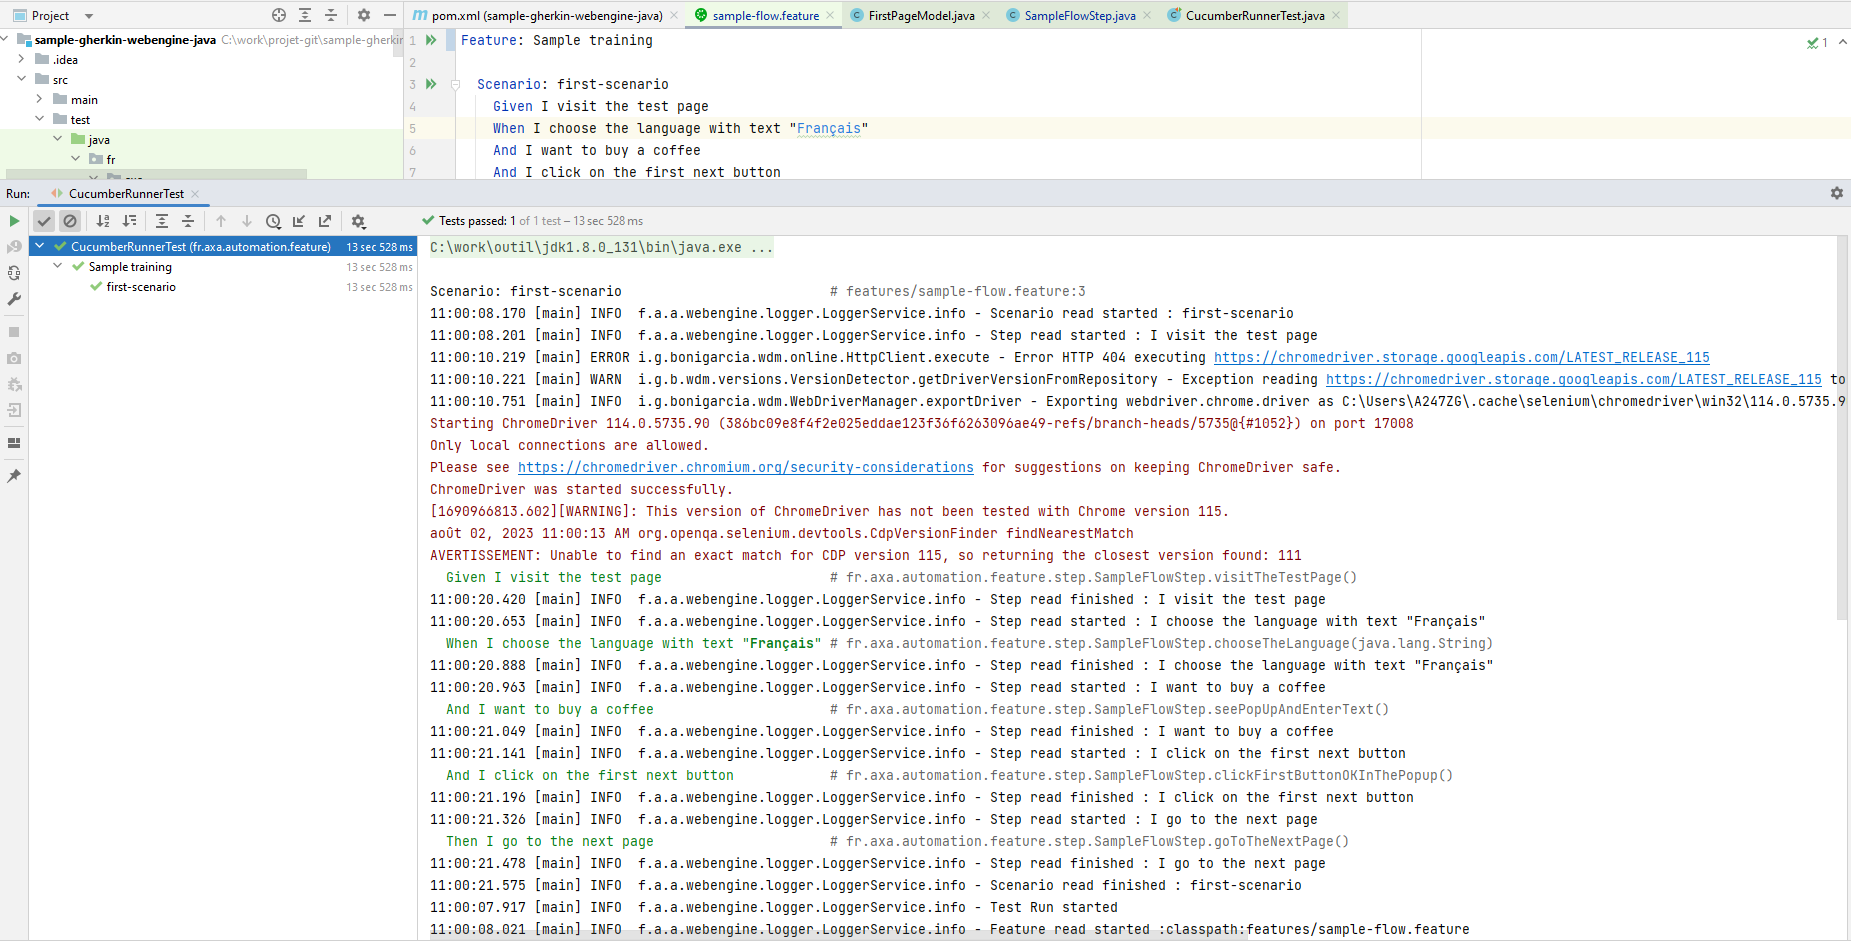 Project
pom.xml (sample-gherkin-webengine-java)
sample-flow.feature
FirstPageModel.java
SampleFlowStep.java
CucumberRunnerTest.java
sample-gherkin-webengine-java C:\work\projet-git\sample-gherkin
.idea
src
main
test
java
fr
1 Feature: Sample training
1
2
3 Scenario: first-scenario
4 Given I visit the test page
5 When I choose the language with text "Français"
6 And I want to buy a coffee
7 And I click on the first next button
Run: CucumberRunnerTest
Tests passed: 1 of 1 test – 13 sec 528 ms
CucumberRunnerTest (fr.axa.automation.feature) 13 sec 528 ms
Sample training 13 sec 528 ms
first-scenario 13 sec 528 ms
C:\work\outil\jdk1.8.0_131\bin\java.exe ...
Scenario: first-scenario # features/sample-flow.feature:3
11:00:08.170 [main] INFO f.a.a.webengine.logger.LoggerService.info - Scenario read started : first-scenario
11:00:08.201 [main] INFO f.a.a.webengine.logger.LoggerService.info - Step read started : I visit the test page
11:00:10.219 [main] ERROR i.g.bonigarcia.wdm.online.HttpClient.execute - Error HTTP 404 executing https://chromedriver.storage.googleapis.com/LATEST_RELEASE_115
11:00:10.221 [main] WARN i.g.b.wdm.versions.VersionDetector.getDriverVersionFromRepository - Exception reading https://chromedriver.storage.googleapis.com/LATEST_RELEASE_115 to
11:00:10.751 [main] INFO i.g.bonigarcia.wdm.WebDriverManager.exportDriver - Exporting webdriver.chrome.driver as C:\Users\A247ZG\.cache\selenium\chromedriver\win32\114.0.5735.9
Starting ChromeDriver 114.0.5735.90 (386bc09e8f4f2e025eddae123f36f6263096ae49-refs/branch-heads/5735@{#1052}) on port 17008
Only local connections are allowed.
Please see https://chromedriver.chromium.org/security-considerations for suggestions on keeping ChromeDriver safe.
ChromeDriver was started successfully.
[1690966813.602][WARNING]: This version of ChromeDriver has not been tested with Chrome version 115.
août 02, 2023 11:00:13 AM org.openqa.selenium.devtools.CdpVersionFinder findNearestMatch
AVERTISSEMENT: Unable to find an exact match for CDP version 115, so returning the closest version found: 111
Given I visit the test page # fr.axa.automation.feature.step.SampleFlowStep.visitTheTestPage()
11:00:20.420 [main] INFO f.a.a.webengine.logger.LoggerService.info - Step read finished : I visit the test page
11:00:20.653 [main] INFO f.a.a.webengine.logger.LoggerService.info - Step read started : I choose the language with text "Français"
When I choose the language with text "Français" # fr.axa.automation.feature.step.SampleFlowStep.chooseTheLanguage(java.lang.String)
11:00:20.888 [main] INFO f.a.a.webengine.logger.LoggerService.info - Step read finished : I choose the language with text "Français"
11:00:20.963 [main] INFO f.a.a.webengine.logger.LoggerService.info - Step read started : I want to buy a coffee
And I want to buy a coffee # fr.axa.automation.feature.step.SampleFlowStep.seePopUpAndEnterText()
11:00:21.049 [main] INFO f.a.a.webengine.logger.LoggerService.info - Step read finished : I want to buy a coffee
11:00:21.141 [main] INFO f.a.a.webengine.logger.LoggerService.info - Step read started : I click on the first next button
And I click on the first next button # fr.axa.automation.feature.step.SampleFlowStep.clickFirstButtonOKInThePopup()
11:00:21.196 [main] INFO f.a.a.webengine.logger.LoggerService.info - Step read finished : I click on the first next button
11:00:21.326 [main] INFO f.a.a.webengine.logger.LoggerService.info - Step read started : I go to the next page
Then I go to the next page # fr.axa.automation.feature.step.SampleFlowStep.goToTheNextPage()
11:00:21.478 [main] INFO f.a.a.webengine.logger.LoggerService.info - Step read finished : I go to the next page
11:00:21.575 [main] INFO f.a.a.webengine.logger.LoggerService.info - Scenario read finished : first-scenario
11:00:07.917 [main] INFO f.a.a.webengine.logger.LoggerService.info - Test Run started
11:00:08.021 [main] INFO f.a.a.webengine.logger.LoggerService.info - Feature read started :classpath:features/sample-flow.feature